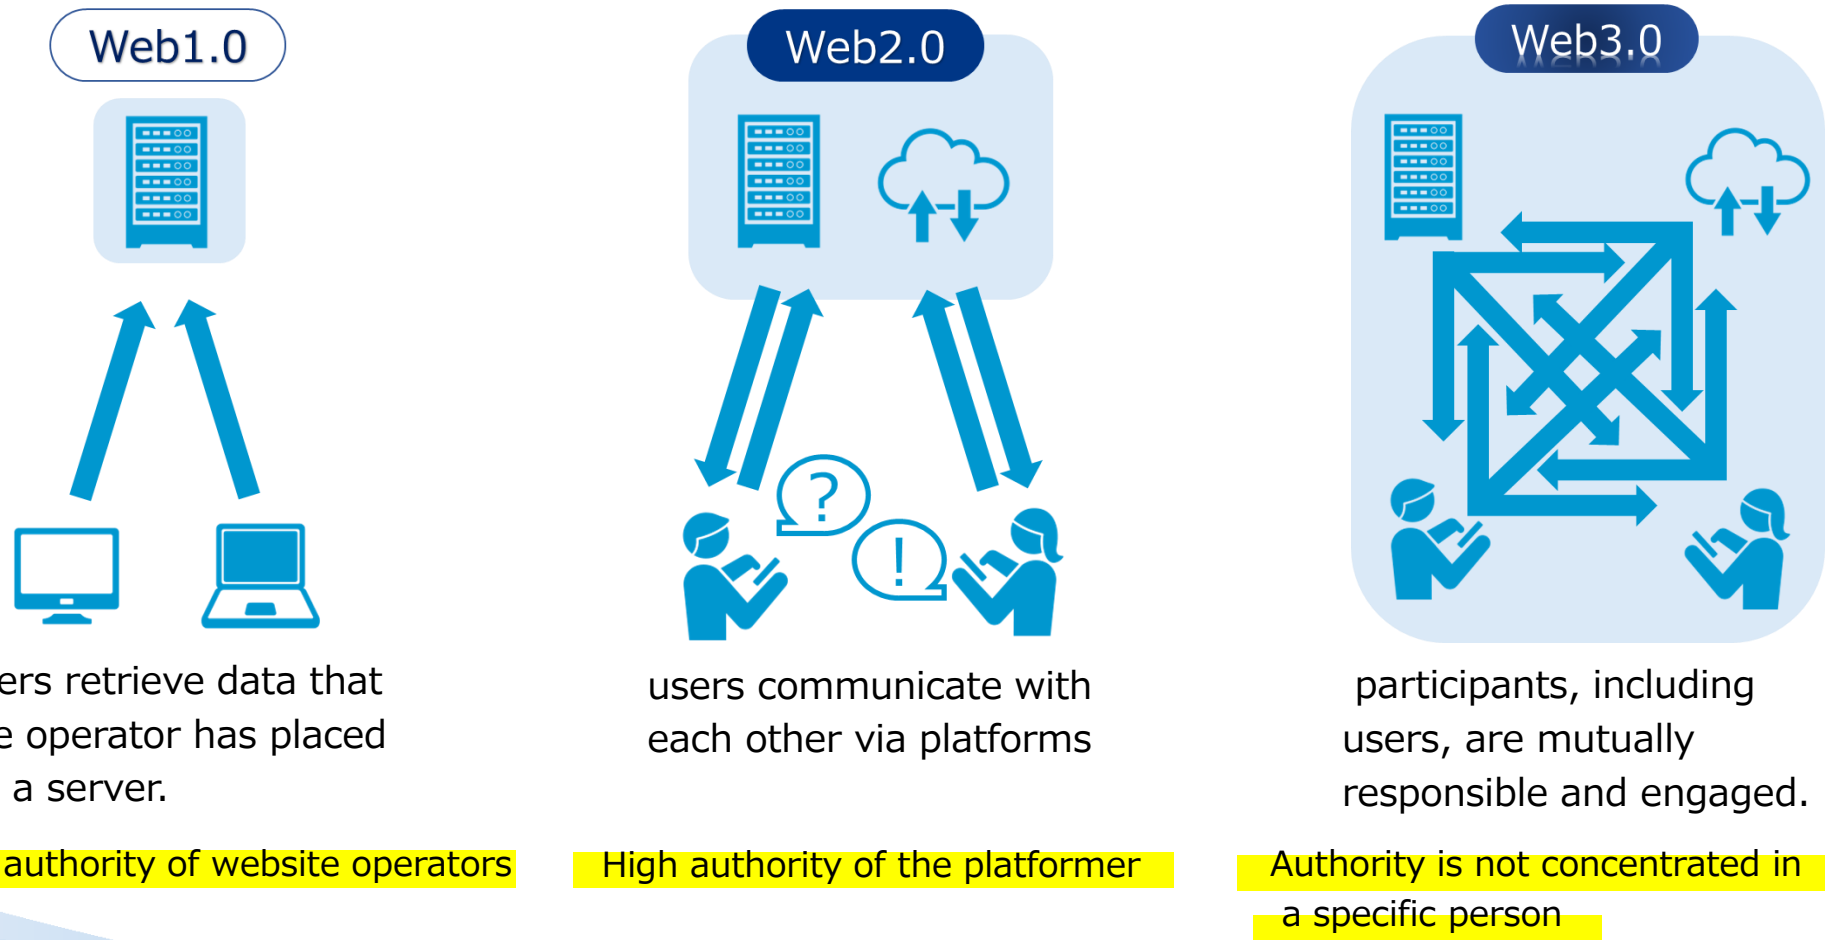 Web1.0
ers retrieve data that
e operator has placed
a server.
authority of website operators
Web2.0
?
!
users communicate with
each other via platforms
High authority of the platformer
Web3.0
participants, including
users, are mutually
responsible and engaged.
Authority is not concentrated in
a specific person